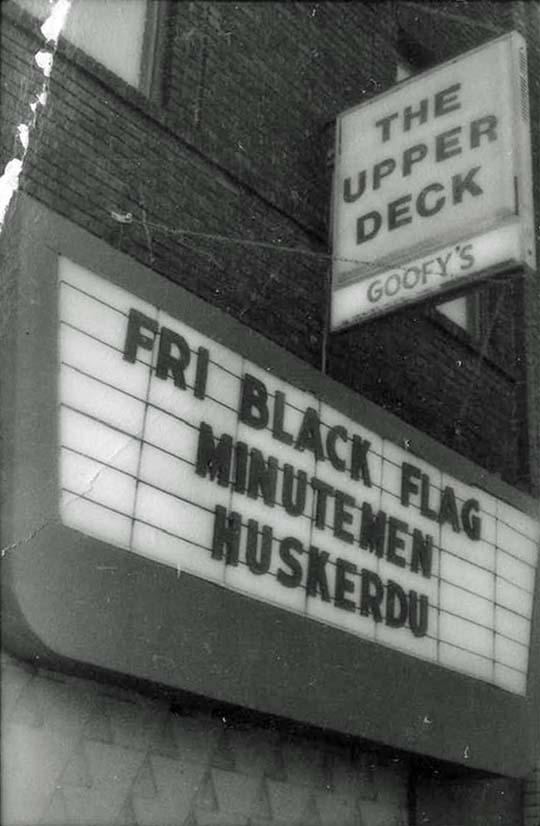 THE
UPPER
DECK
GOOFY'S
FRI BLACK FLAG
MINUTEMEN
HUSKERDU